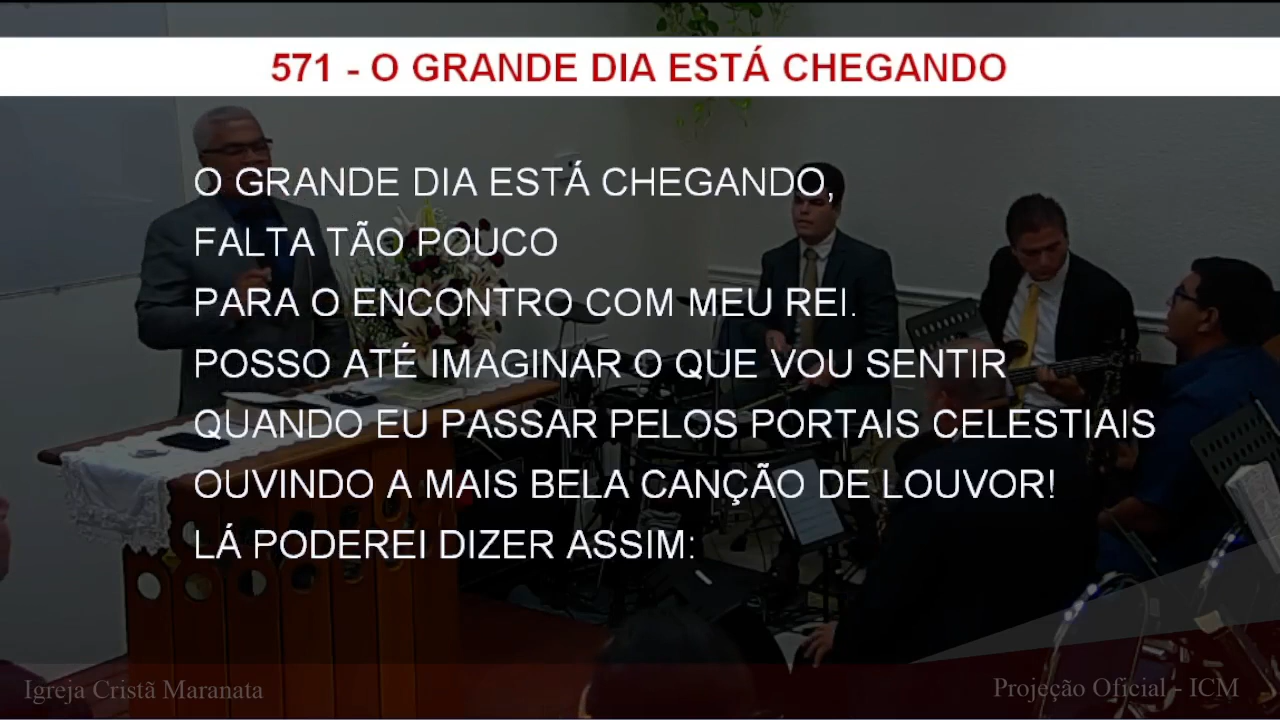 571 - O GRANDE DIA ESTÁ CHEGANDO
O GRANDE DIA ESTÁ CHEGANDO,
FALTA TÃO POUCO
PARA O ENCONTRO COM MEU REI.
POSSO ATÉ IMAGINAR O QUE VOU SENTIR
QUANDO EU PASSAR PELOS PORTAIS CELESTIAIS
OUVINDO A MAIS BELA CANÇÃO DE LOUVOR!
LÁ PODEREI DIZER ASSIM:
Igreja Cristã Maranata
Projeção Oficial - ICM